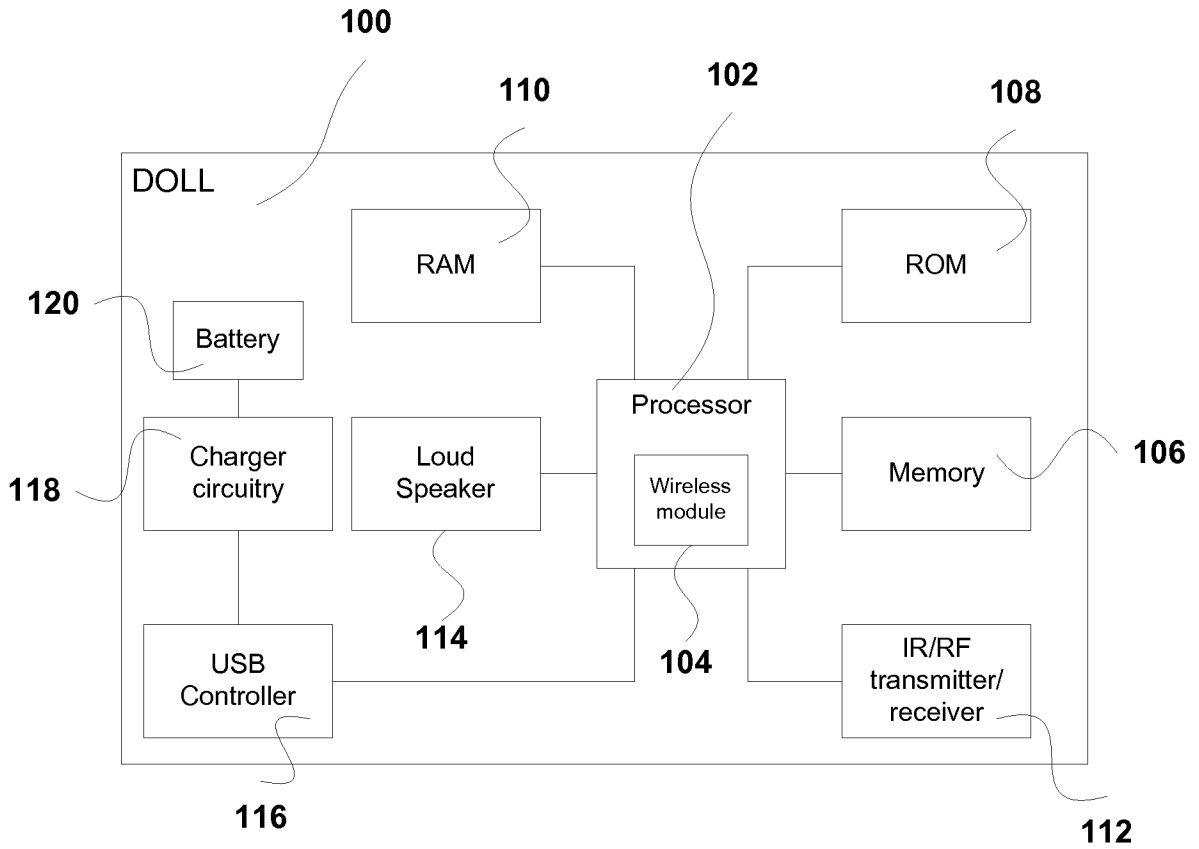 100
110
102
108
DOLL
RAM
ROM
120
Battery
Processor
118
Charger
circuitry
Loud
Speaker
Wireless
module
Memory
106
114
104
USB
Controller
IR/RF
transmitter/
receiver
116
112